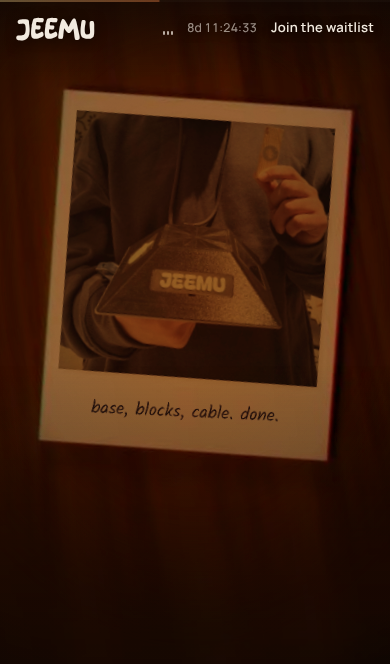 JEEMU
... 8d 11:24:33 Join the waitlist
JEEMU
base, blocks, cable. done.